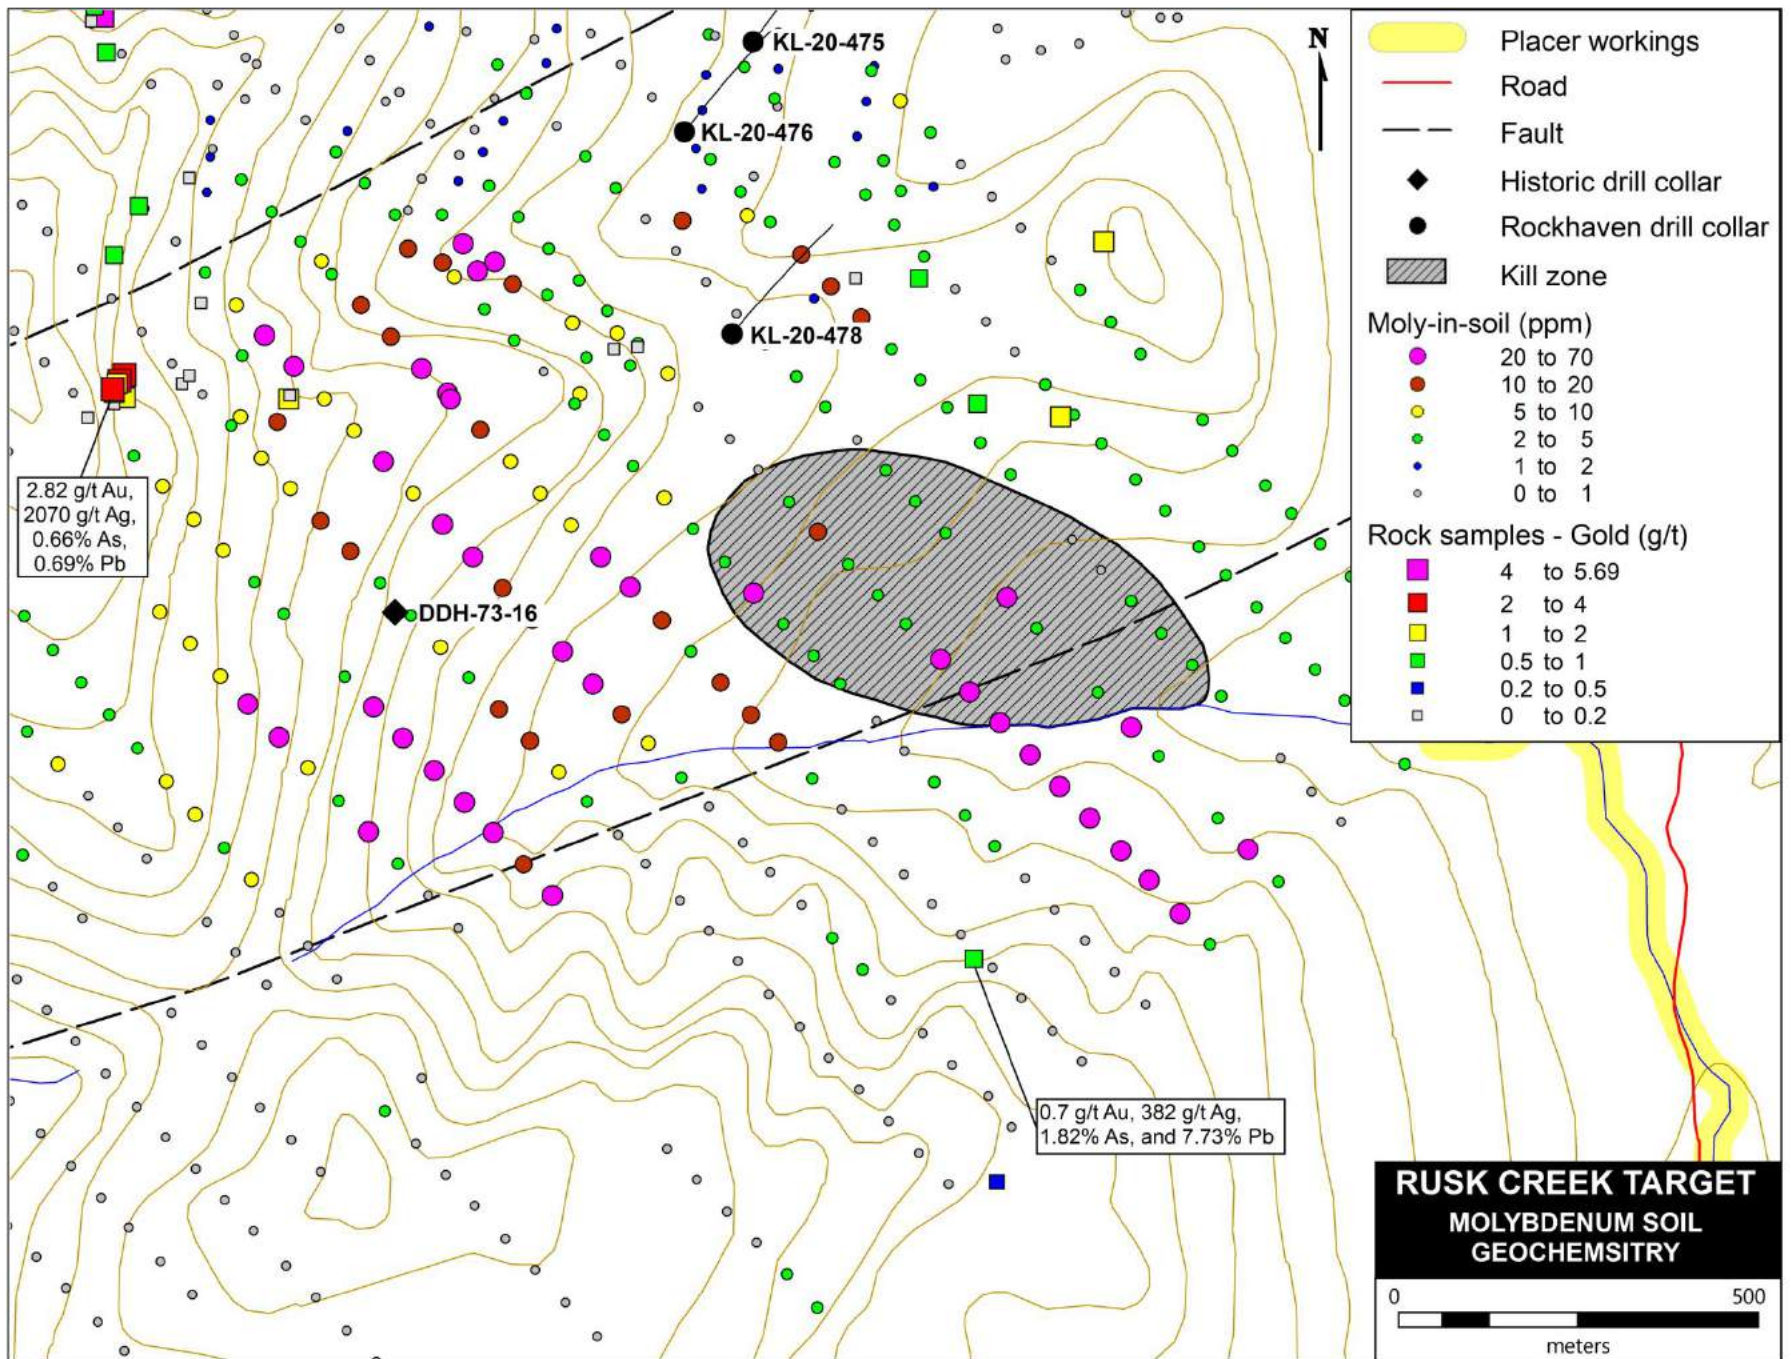 KL-20-475
N
KL-20-476
KL-20-478
2.82 g/t Au,
2070 g/t Ag,
0.66% As,
0.69% Pb
DDH-73-16
0.7 g/t Au, 382 g/t Ag,
1.82% As, and 7.73% Pb
Placer workings
Road
Fault
Historic drill collar
Rockhaven drill collar
Kill zone
Moly-in-soil (ppm)
20 to 70
10 to 20
5 to 10
2 to 5
1 to 2
0 to 1
Rock samples - Gold (g/t)
4 to 5.69
2 to 4
1 to 2
0.5 to 1
0.2 to 0.5
0 to 0.2
RUSK CREEK TARGET
MOLYBDENUM SOIL
GEOCHEMSITRY
0 500
meters